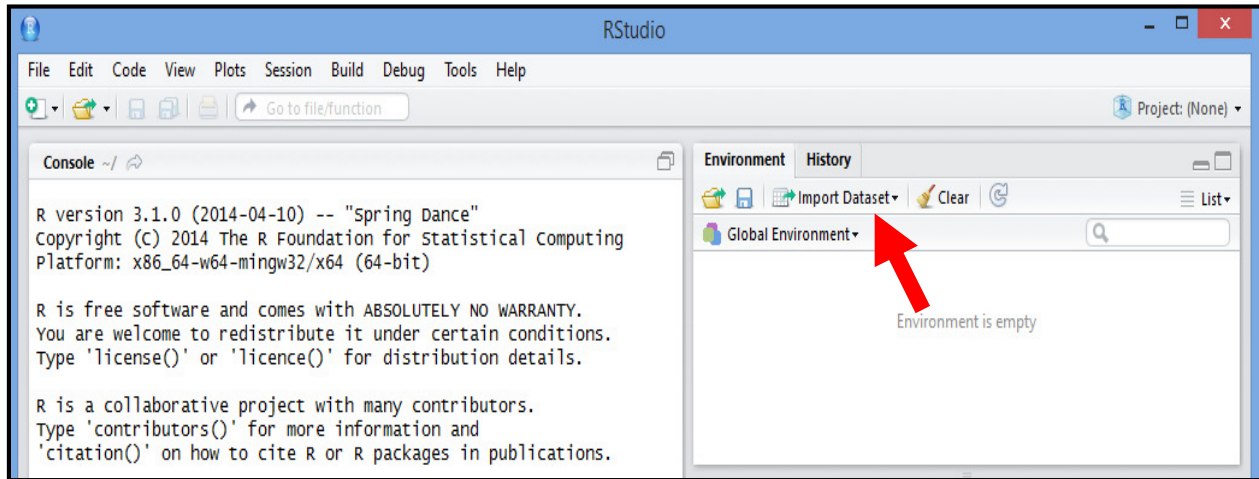 RStudio
File Edit Code View Plots Session Build Debug Tools Help
Go to file/function
Project: (None)
Console ~/
R version 3.1.0 (2014-04-10) -- "Spring Dance"
Copyright (C) 2014 The R Foundation for Statistical Computing
Platform: x86_64-w64-mingw32/x64 (64-bit)
R is free software and comes with ABSOLUTELY NO WARRANTY.
You are welcome to redistribute it under certain conditions.
Type 'license()' or 'licence()' for distribution details.
R is a collaborative project with many contributors.
Type 'contributors()' for more information and
'citation()' on how to cite R or R packages in publications.
Environment History
Import Dataset Clear List
Global Environment
Environment is empty